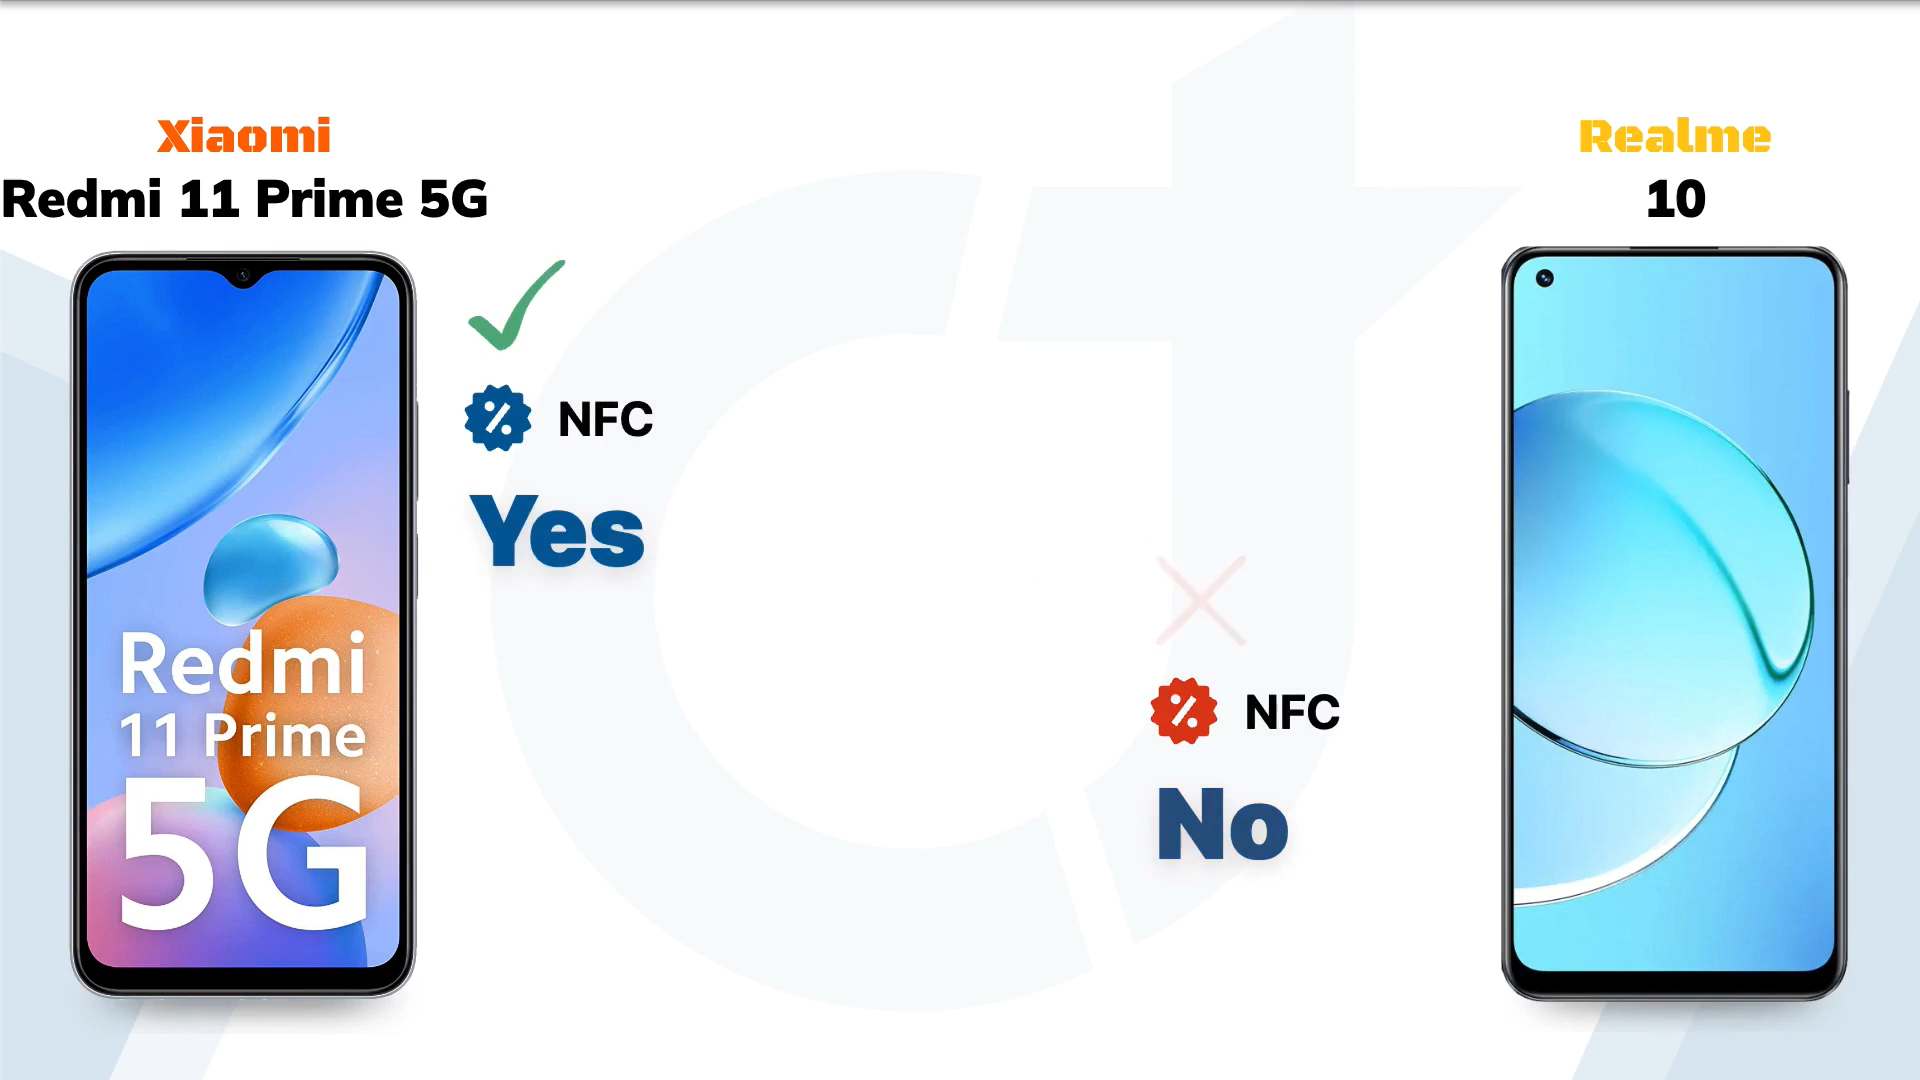 Xiaomi
Redmi 11 Prime 5G
NFC
Yes
Redmi
11 Prime
5G
Realme
10
NFC
No